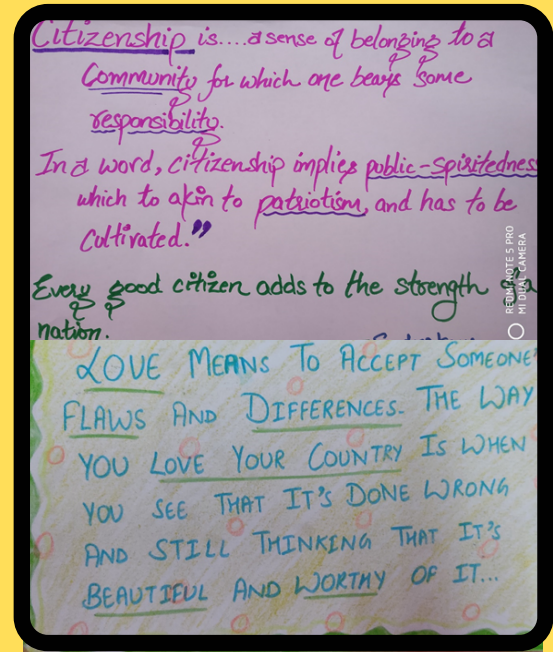 Citizenship is....a sense of belonging to a
Community for which one bears some
responsibility.
In a word, citizenship implies public-spiritedness
which to akin to patriotism, and has to be
Cultivated.”
Every good citizen adds to the strength of a
nation.
REDMI NOTE 5 PRO
MI DUAL CAMERA
LOVE MEANS TO ACCEPT SOMEONE'
FLAWS AND DIFFERENCES. THE WAY
YOU LOVE YOUR COUNTRY IS WHEN
YOU SEE THAT IT'S DONE WRONG
AND STILL THINKING THAT IT'S
BEAUTIFUL AND WORTHY OF IT...